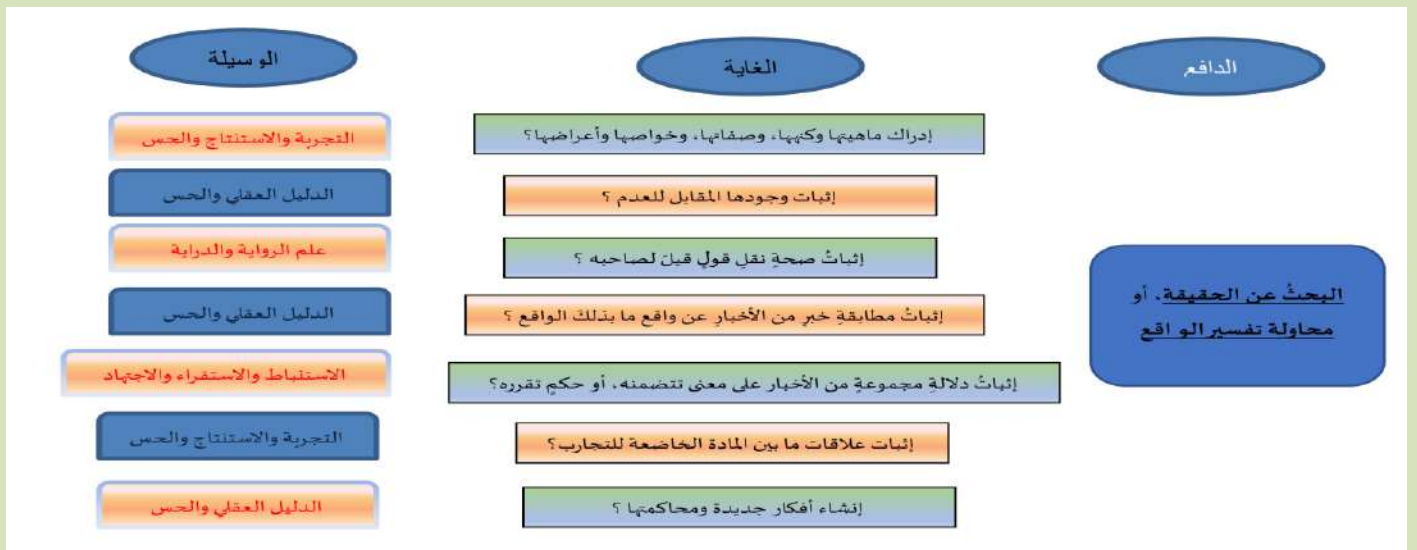 الدافع
الغاية
الوسيلة
البحثُ عن الحقيقة، أو
محاولة تفسير الواقع
إدراك ماهيتها وكنهها، وصفاتها، وخواصها وأعراضها؟
التجربة والاستنتاج والحس
إثبات وجودها المقابل للعدم ؟
الدليل العقلي والحس
إثباتُ صحةِ نقلِ قولٍ قيلَ لصاحبه ؟
علم الرواية والدراية
إثباتُ مطابقةِ خبرٍ من الأخبارِ عن واقع ما بذلكَ الواقع ؟
الدليل العقلي والحس
إثباتُ دلالةِ مجموعةٍ من الأخبار على معنى تتضمنه، أو حكمٍ تقرره؟
الاستنباط والاستقراء والاجتهاد
إثبات علاقات ما بين المادة الخاضعة للتجارب؟
التجربة والاستنتاج والحس
إنشاء أفكار جديدة ومحاكمتها ؟
الدليل العقلي والحس